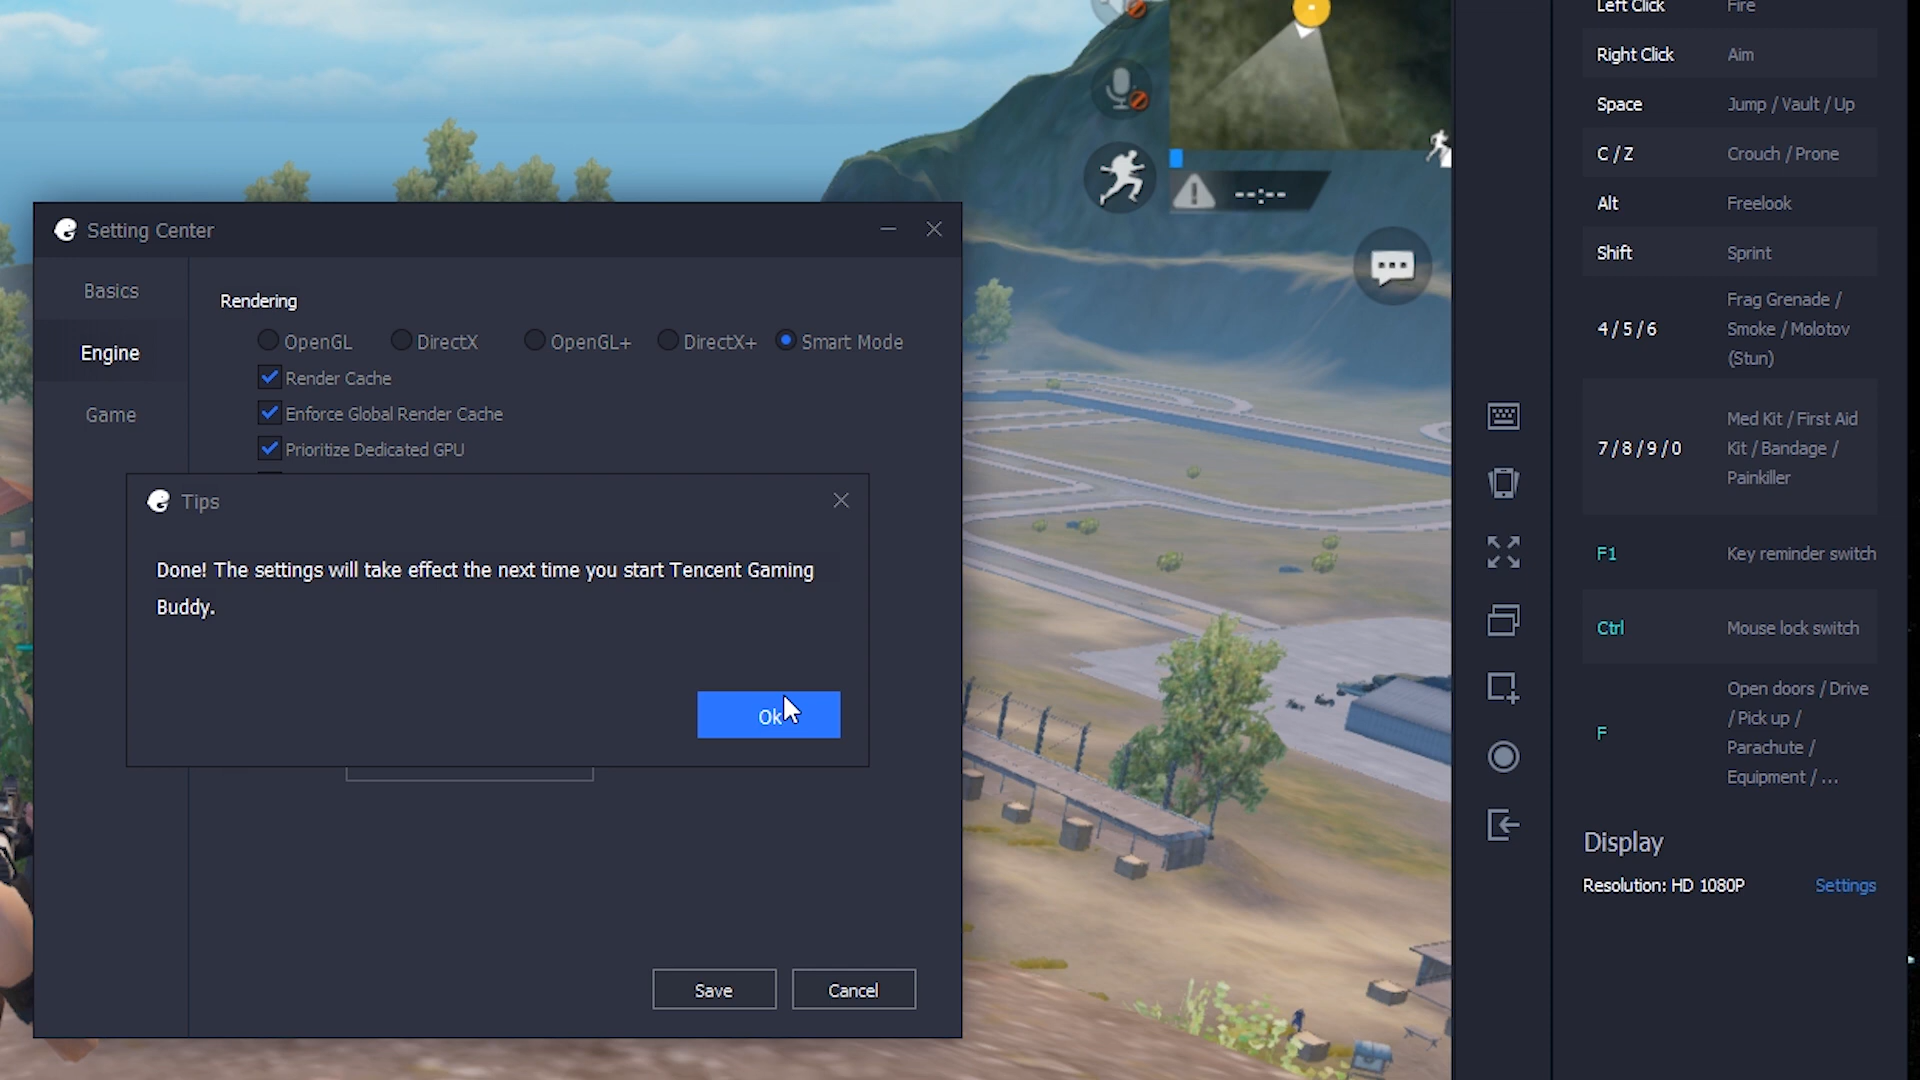 Setting Center
Basics
Engine
Game
Rendering
OpenGL DirectX OpenGL+ DirectX+ Smart Mode
Render Cache
Enforce Global Render Cache
Prioritize Dedicated GPU
Tips
Done! The settings will take effect the next time you start Tencent Gaming
Buddy.
Ok
Save Cancel
--:--
Left Click Fire
Right Click Aim
Space Jump / Vault / Up
C / Z Crouch / Prone
Alt Freelook
Shift Sprint
4 / 5 / 6 Frag Grenade /
Smoke / Molotov
(Stun)
7 / 8 / 9 / 0 Med Kit / First Aid
Kit / Bandage /
Painkiller
F1 Key reminder switch
Ctrl Mouse lock switch
F Open doors / Drive
/ Pick up /
Parachute /
Equipment / ...
Display
Resolution: HD 1080P Settings